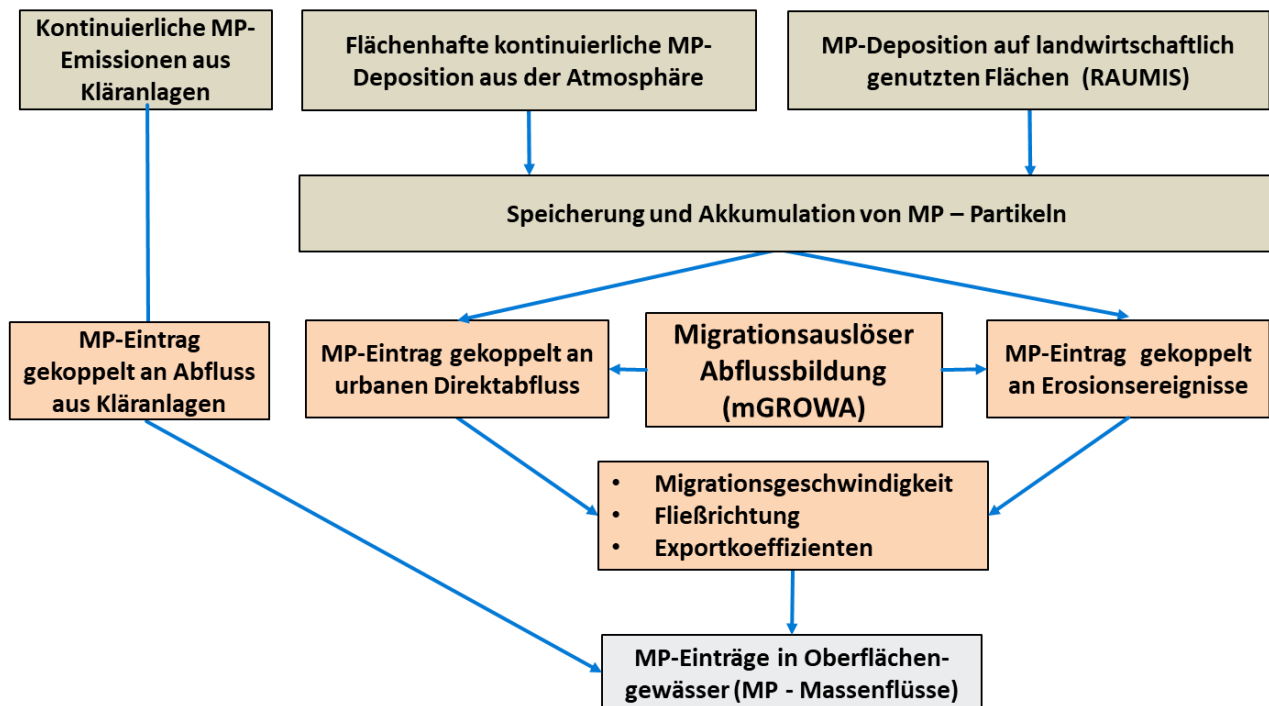 Kontinuierliche MP-
Emissionen aus
Kläranlagen
Flächenhafte kontinuierliche MP-
Deposition aus der Atmosphäre
MP-Deposition auf landwirtschaftlich
genutzten Flächen (RAUMIS)
Speicherung und Akkumulation von MP – Partikeln
MP-Eintrag
gekoppelt an Abfluss
aus Kläranlagen
MP-Eintrag gekoppelt an
urbanen Direktabfluss
Migrationsauslöser
Abflussbildung
(mGROWA)
MP-Eintrag gekoppelt
an Erosionsereignisse
• Migrationsgeschwindigkeit
• Fließrichtung
• Exportkoeffizienten
MP-Einträge in Oberflächen-
gewässer (MP - Massenflüsse)